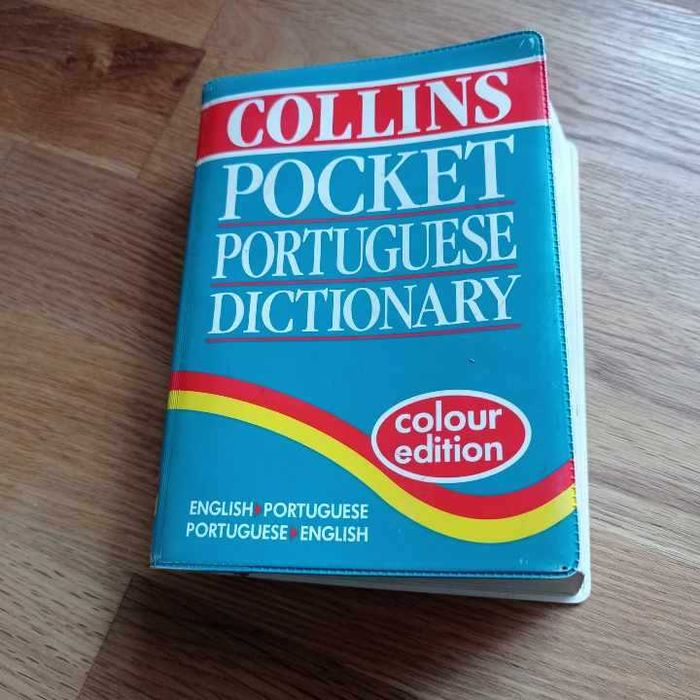 COLLINS
POCKET
PORTUGUESE
DICTIONARY
colour
edition
ENGLISH PORTUGUESE
PORTUGUESE ENGLISH